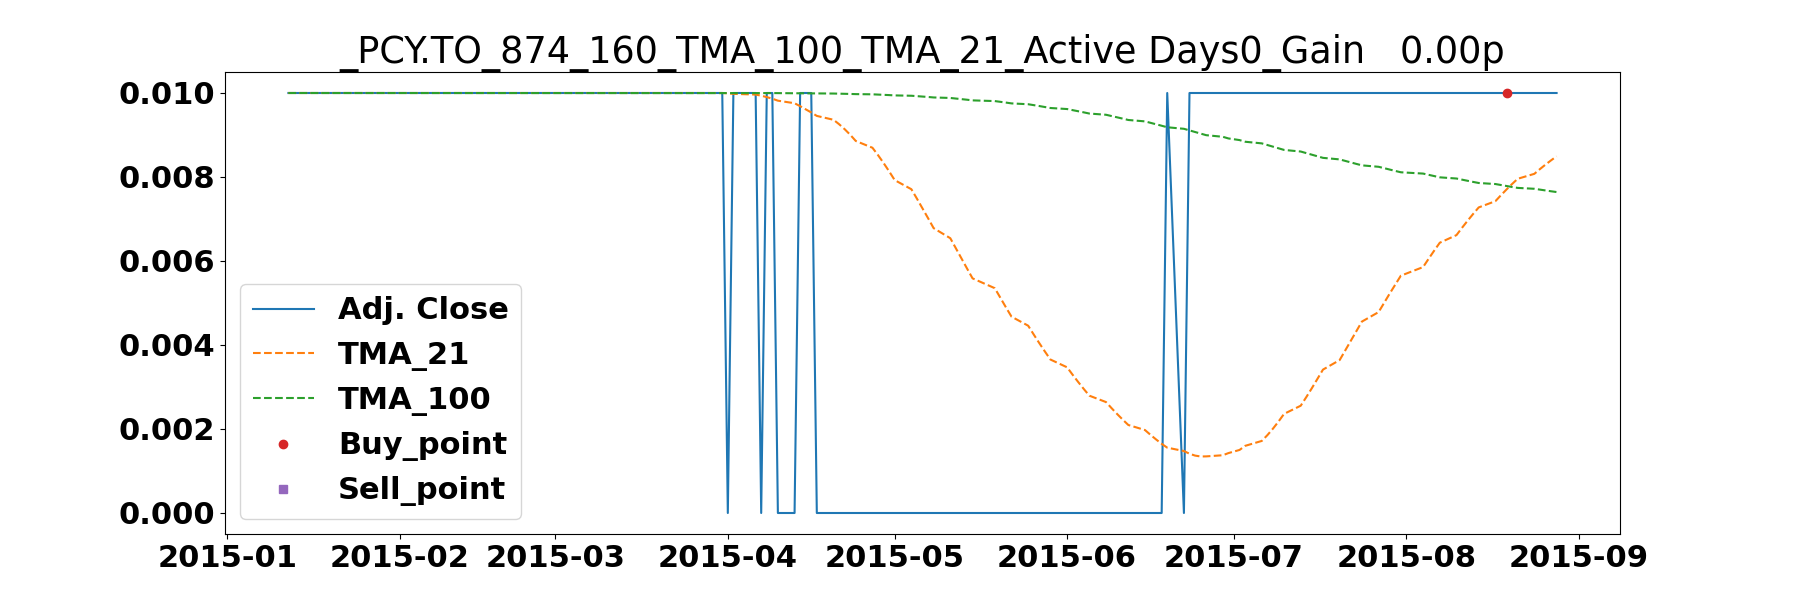 _PCY.TO_874_160_TMA_100_TMA_21_Active Days0_Gain   0.00p
0.010
0.008
0.006
0.004
0.002
0.000
Adj. Close
TMA_21
TMA_100
Buy_point
Sell_point
2015-01 2015-02 2015-03 2015-04 2015-05 2015-06 2015-07 2015-08 2015-09